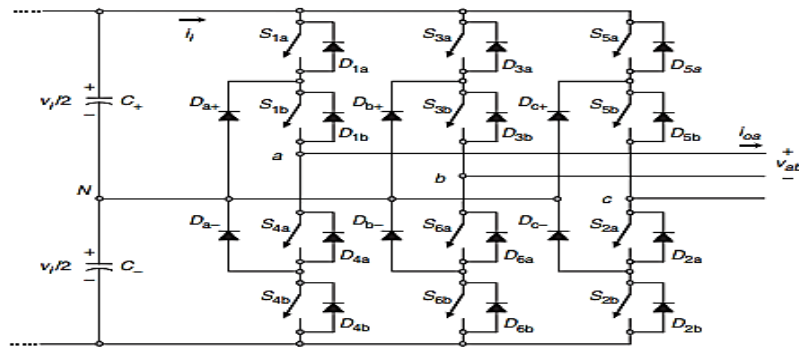 i_i
S_1a D_1a S_3a D_3a S_5a D_5a
+ v_i/2 − C_+
D_a+ S_1b D_1b D_b+ S_3b D_3b D_c+ S_5b D_5b
a i_oa
b + v_ab −
N c
D_a− S_4a D_4a D_b− S_6a D_6a D_c− S_2a D_2a
+ v_i/2 − C_−
S_4b D_4b S_6b D_6b S_2b D_2b